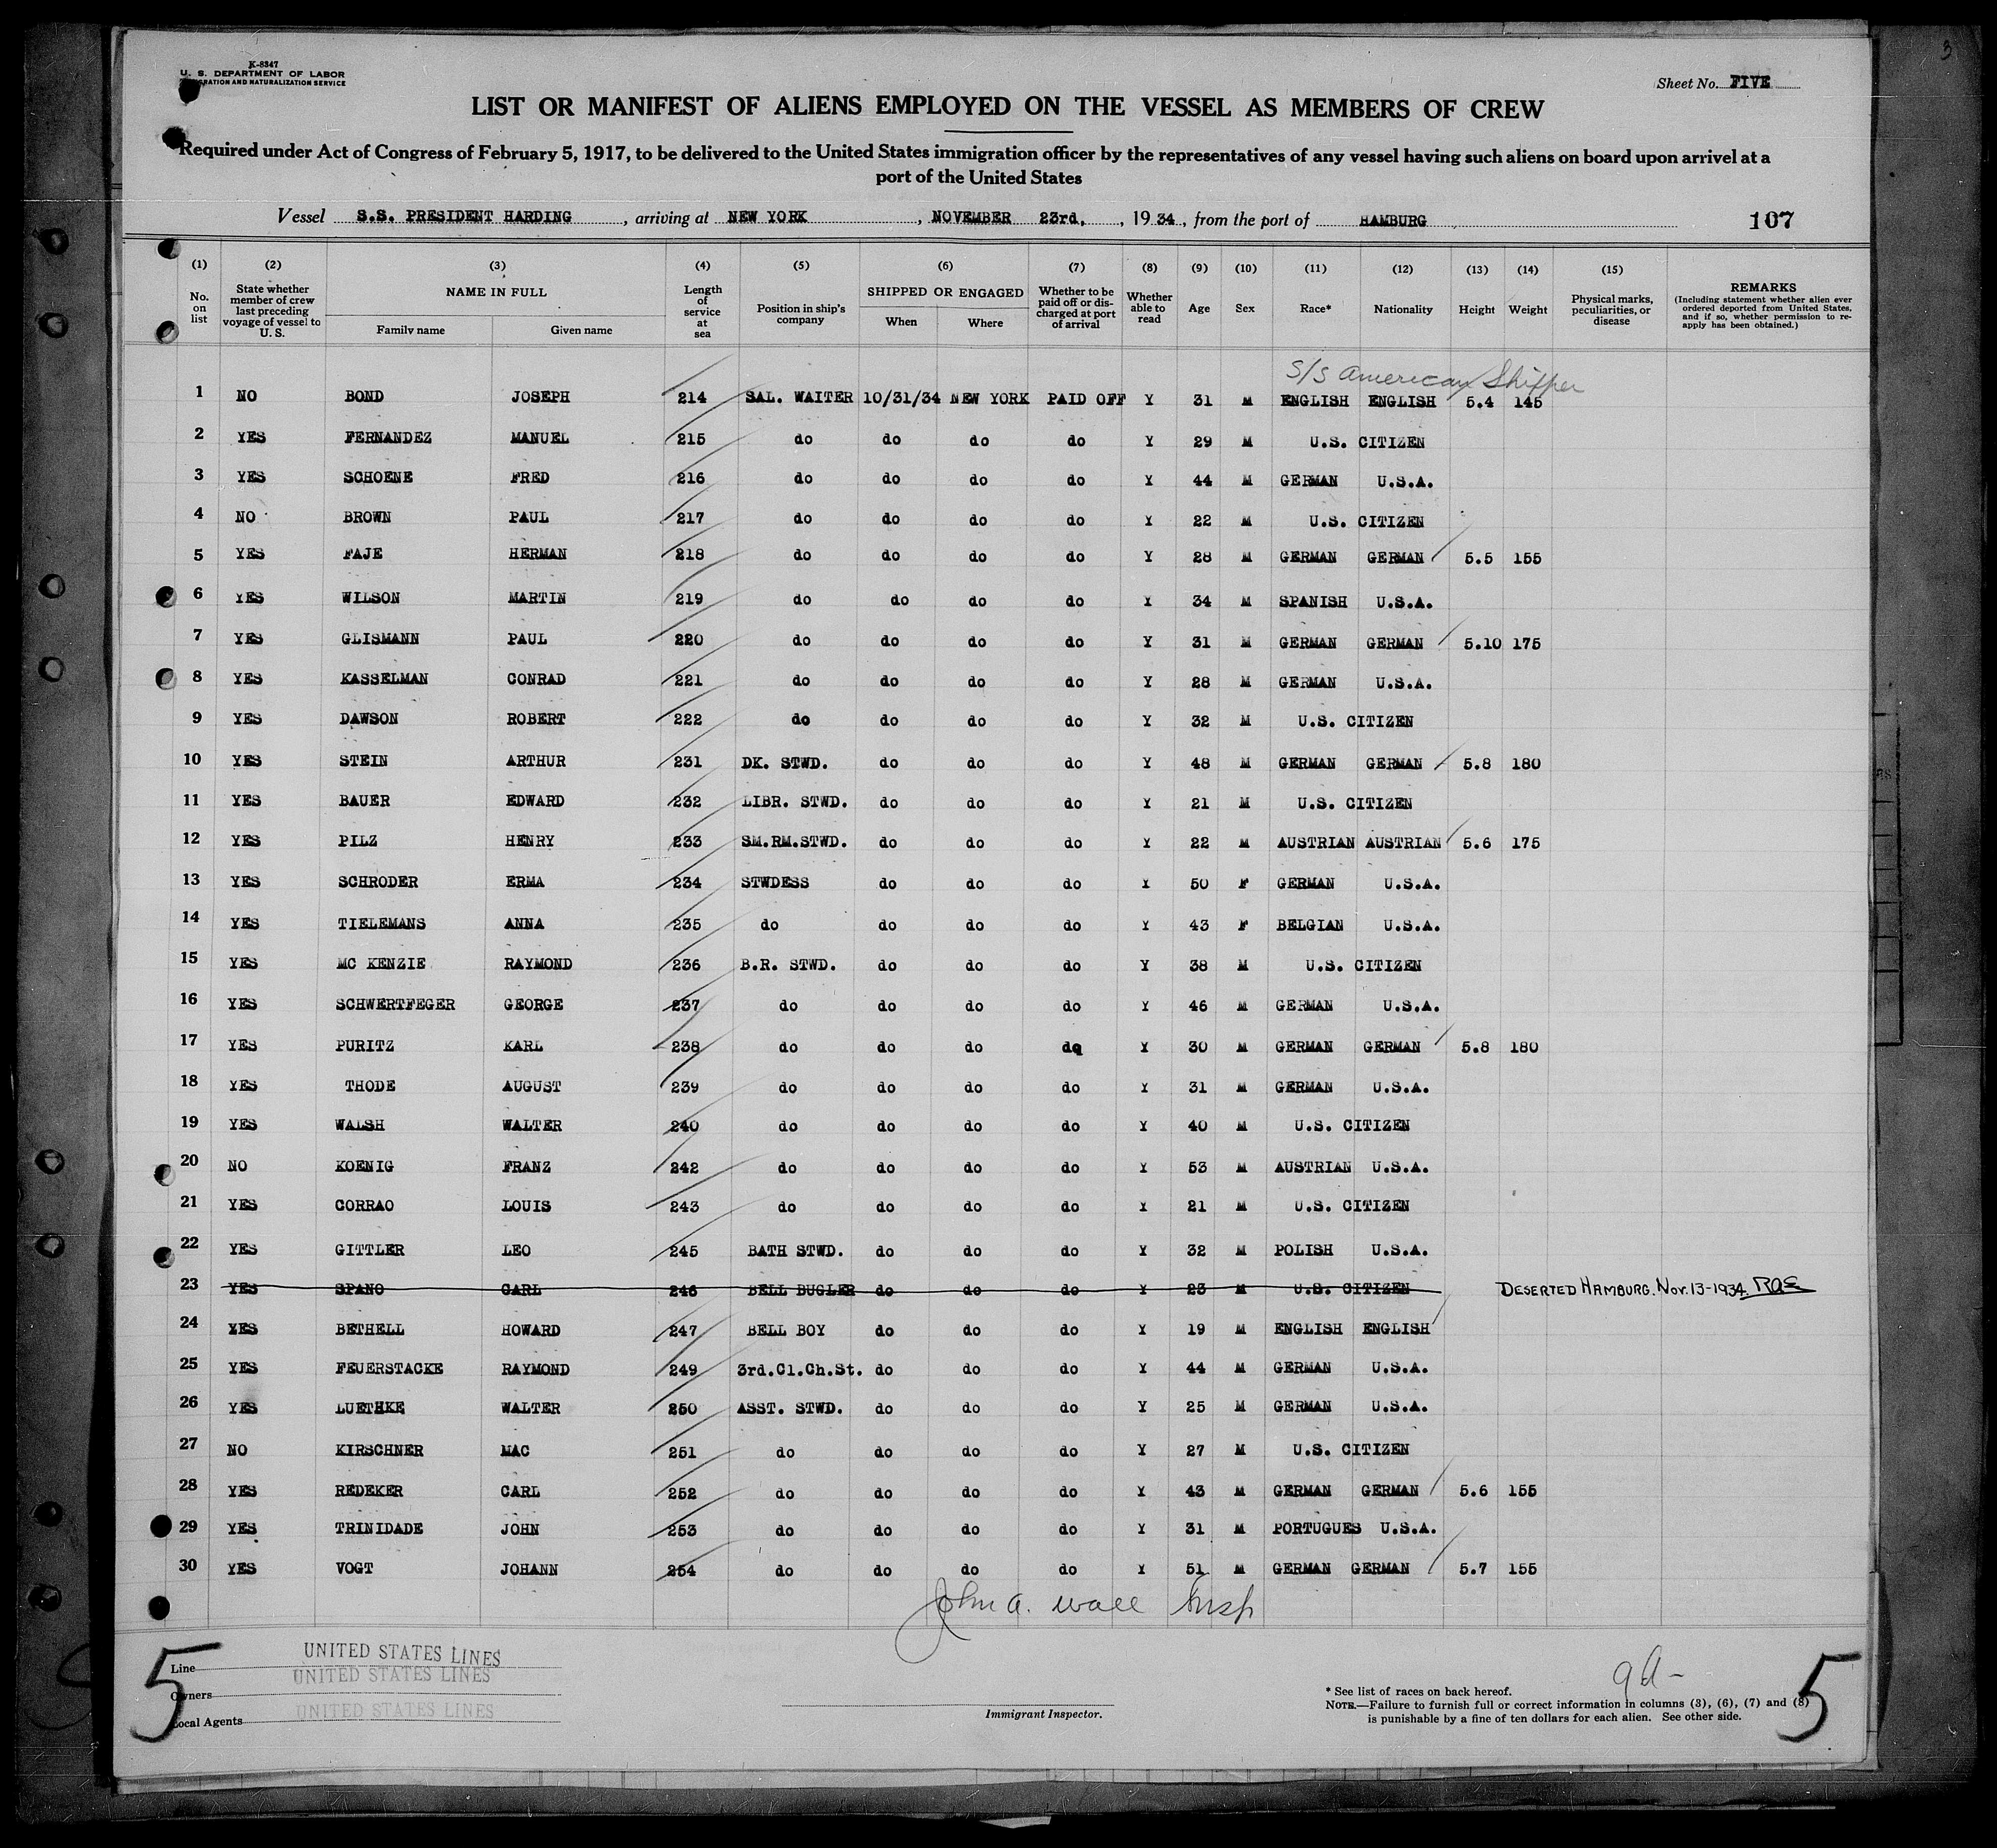 3
K-8347
U. S. DEPARTMENT OF LABOR
IMMIGRATION AND NATURALIZATION SERVICE
Sheet No. FIVE
LIST OR MANIFEST OF ALIENS EMPLOYED ON THE VESSEL AS MEMBERS OF CREW
Required under Act of Congress of February 5, 1917, to be delivered to the United States immigration officer by the representatives of any vessel having such aliens on board upon arrival at a
port of the United States
Vessel S.S. PRESIDENT HARDING, arriving at NEW YORK, NOVEMBER 23rd, , 19 34, from the port of HAMBURG 107
(1) (2) (3) (4) (5) (6) (7) (8) (9) (10) (11) (12) (13) (14) (15)
No. on list State whether member of crew last preceding voyage of vessel to U. S. NAME IN FULL Family name Given name Length of service at sea Position in ship's company SHIPPED OR ENGAGED When Where Whether to be paid off or discharged at port of arrival Whether able to read Age Sex Race* Nationality Height Weight Physical marks, peculiarities, or disease REMARKS (Including statement whether alien ever ordered deported from United States, and if so, whether permission to reapply has been obtained.)
S/S American Shipper
1 NO BOND JOSEPH 214 SAL. WAITER 10/31/34 NEW YORK PAID OFF Y 31 M ENGLISH ENGLISH 5.4 145
2 YES FERNANDEZ MANUEL 215 do do do do Y 29 M U.S. CITIZEN
3 YES SCHOENE FRED 216 do do do do Y 44 M GERMAN U.S.A.
4 NO BROWN PAUL 217 do do do do Y 22 M U.S. CITIZEN
5 YES FAJE HERMAN 218 do do do do Y 28 M GERMAN GERMAN 5.5 155
6 YES WILSON MARTIN 219 do do do do Y 34 M SPANISH U.S.A.
7 YES GLISMANN PAUL 220 do do do do Y 31 M GERMAN GERMAN 5.10 175
8 YES KASSELMAN CONRAD 221 do do do do Y 28 M GERMAN U.S.A.
9 YES DAWSON ROBERT 222 do do do do Y 32 M U.S. CITIZEN
10 YES STEIN ARTHUR 231 DK. STWD. do do do Y 48 M GERMAN GERMAN 5.8 180
11 YES BAUER EDWARD 232 LIBR. STWD. do do do Y 21 M U.S. CITIZEN
12 YES PILZ HENRY 233 SM.RM.STWD. do do do Y 22 M AUSTRIAN AUSTRIAN 5.6 175
13 YES SCHRODER ERMA 234 STWDESS do do do Y 50 F GERMAN U.S.A.
14 YES TIELEMANS ANNA 235 do do do do Y 43 F BELGIAN U.S.A.
15 YES MC KENZIE RAYMOND 236 B.R. STWD. do do do Y 38 M U.S. CITIZEN
16 YES SCHWERTFEGER GEORGE 237 do do do do Y 46 M GERMAN U.S.A.
17 YES PURITZ KARL 238 do do do do Y 30 M GERMAN GERMAN 5.8 180
18 YES THODE AUGUST 239 do do do do Y 31 M GERMAN U.S.A.
19 YES WALSH WALTER 240 do do do do Y 40 M U.S. CITIZEN
20 NO KOENIG FRANZ 242 do do do do Y 53 M AUSTRIAN U.S.A.
21 YES CORRAO LOUIS 243 do do do do Y 21 M U.S. CITIZEN
22 YES GITTLER LEO 245 BATH STWD. do do do Y 32 M POLISH U.S.A.
23 YES SPANO CARL 246 BELL BUGLER do do do Y 23 M U.S. CITIZEN DESERTED HAMBURG. Nov. 13-1934.
24 YES BETHELL HOWARD 247 BELL BOY do do do Y 19 M ENGLISH ENGLISH
25 YES FEUERSTACKE RAYMOND 249 3rd.Cl.Ch.St. do do do Y 44 M GERMAN U.S.A.
26 YES LUETHKE WALTER 250 ASST. STWD. do do do Y 25 M GERMAN U.S.A.
27 NO KIRSCHNER MAC 251 do do do do Y 27 M U.S. CITIZEN
28 YES REDEKER CARL 252 do do do do Y 43 M GERMAN GERMAN 5.6 155
29 YES TRINIDADE JOHN 253 do do do do Y 31 M PORTUGUES U.S.A.
30 YES VOGT JOHANN 254 do do do do Y 51 M GERMAN GERMAN 5.7 155
John A. Wall Insp
5 Line UNITED STATES LINES
Owners UNITED STATES LINES
Local Agents UNITED STATES LINES
Immigrant Inspector.
* See list of races on back hereof.
NOTE.—Failure to furnish full or correct information in columns (3), (6), (7) and (8)
is punishable by a fine of ten dollars for each alien. See other side.
5